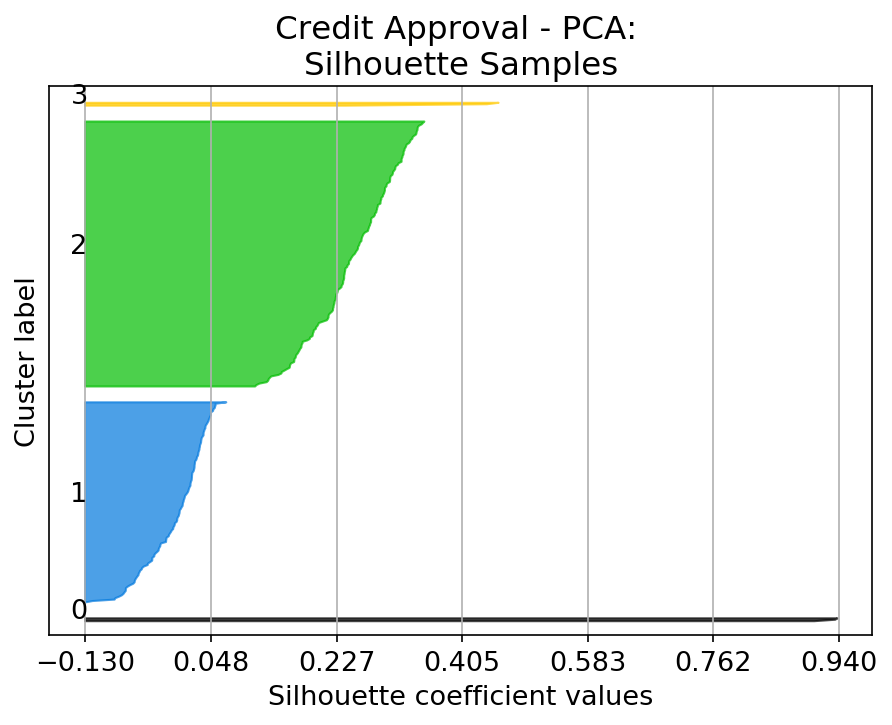 Credit Approval - PCA:
Silhouette Samples
3
2
1
0
Cluster label
−0.130 0.048 0.227 0.405 0.583 0.762 0.940
Silhouette coefficient values